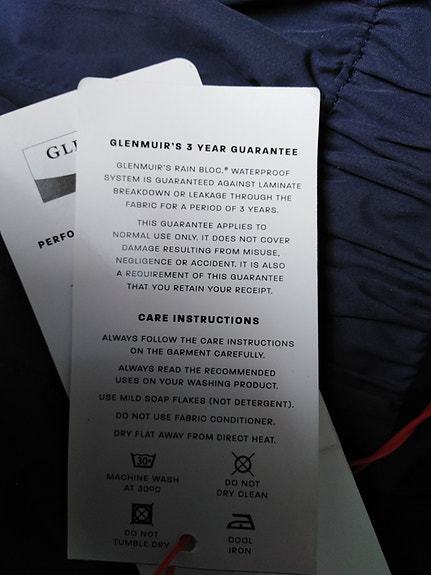 GLENMUIR'S 3 YEAR GUARANTEE
GLENMUIR'S RAIN BLOC.® WATERPROOF
SYSTEM IS GUARANTEED AGAINST LAMINATE
BREAKDOWN OR LEAKAGE THROUGH THE
FABRIC FOR A PERIOD OF 3 YEARS.
THIS GUARANTEE APPLIES TO
NORMAL USE ONLY. IT DOES NOT COVER
DAMAGE RESULTING FROM MISUSE,
NEGLIGENCE OR ACCIDENT. IT IS ALSO
A REQUIREMENT OF THIS GUARANTEE
THAT YOU RETAIN YOUR RECEIPT.
CARE INSTRUCTIONS
ALWAYS FOLLOW THE CARE INSTRUCTIONS
ON THE GARMENT CAREFULLY.
ALWAYS READ THE RECOMMENDED
USES ON YOUR WASHING PRODUCT.
USE MILD SOAP FLAKES (NOT DETERGENT).
DO NOT USE FABRIC CONDITIONER.
DRY FLAT AWAY FROM DIRECT HEAT.
30°
MACHINE WASH
AT 30ºC
DO NOT
DRY CLEAN
DO NOT
TUMBLE DRY
COOL
IRON
GLE
PERFO